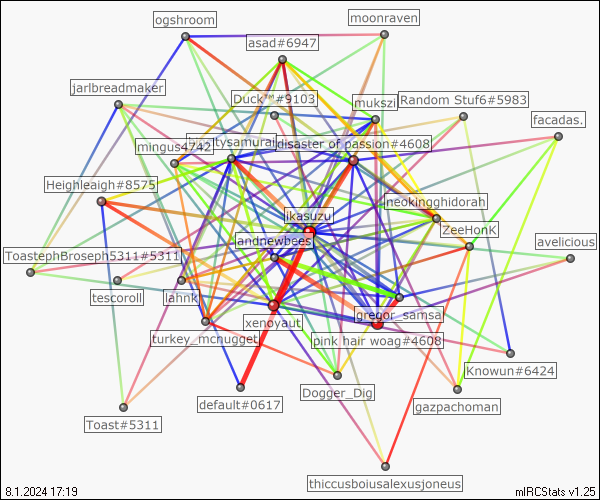 moonraven
ogshroom
asad#6947
jarlbreadmaker
Duck™#9103
mukszi
Random Stuf6#5983
facadas.
mingus4742
tysamurai
disaster of passion#4608
Heighleaigh#8575
neokingghidorah
likasuzu
ZeeHonK
andnewbees
avelicious
ToastephBroseph5311#5311
tescoroll
lahnk
gregor_samsa
xenoyaut
turkey_mcnugget
pink hair woag#4608
Knowun#6424
Dogger_Dig
default#0617
gazpachoman
Toast#5311
thiccusboiusalexusjoneus
8.1.2024 17:19
mIRCStats v1.25